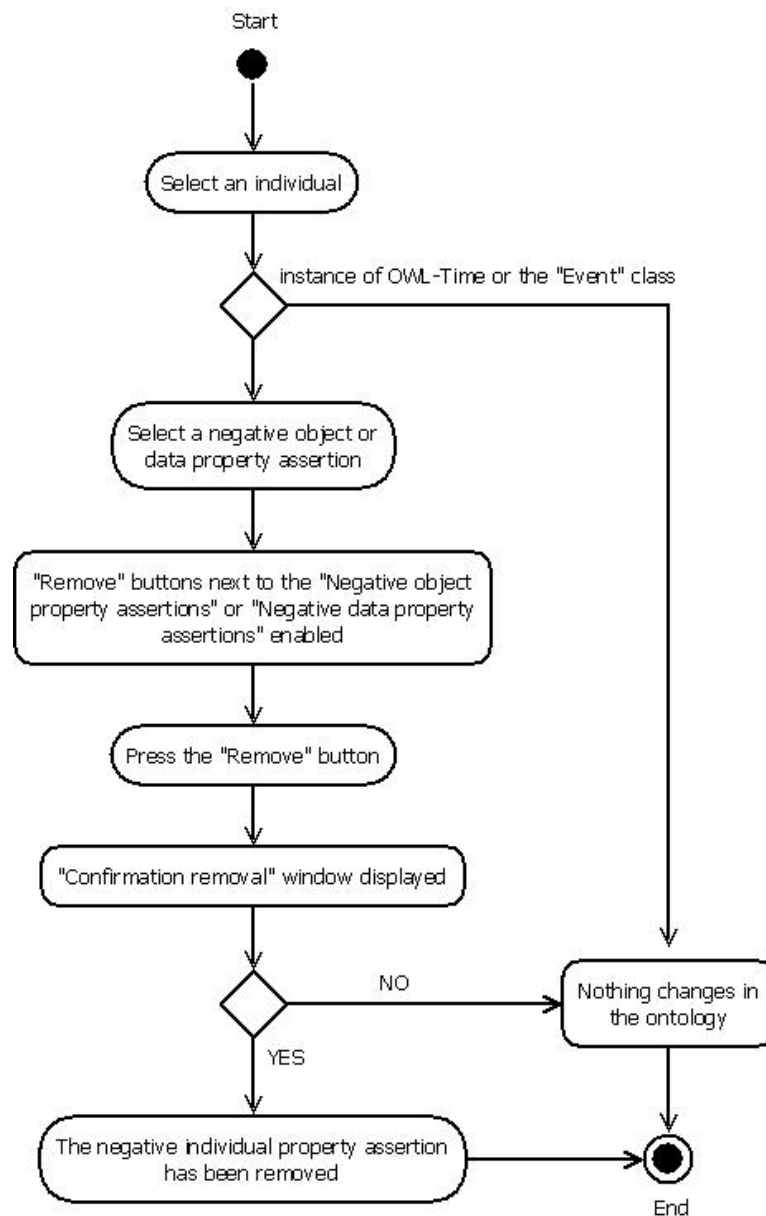 Start
Select an individual
instance of OWL-Time or the "Event" class
Select a negative object or
data property assertion
"Remove" buttons next to the "Negative object
property assertions" or "Negative data property
assertions" enabled
Press the "Remove" button
"Confirmation removal" window displayed
NO
Nothing changes in
the ontology
YES
The negative individual property assertion
has been removed
End